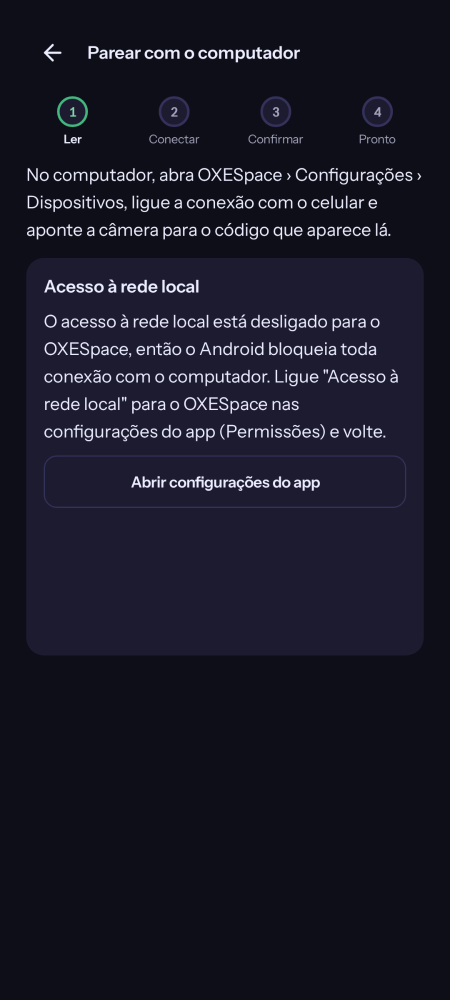 Parear com o computador
1 2 3 4
Ler Conectar Confirmar Pronto
No computador, abra OXESpace › Configurações ›
Dispositivos, ligue a conexão com o celular e
aponte a câmera para o código que aparece lá.
Acesso à rede local
O acesso à rede local está desligado para o
OXESpace, então o Android bloqueia toda
conexão com o computador. Ligue "Acesso à
rede local" para o OXESpace nas
configurações do app (Permissões) e volte.
Abrir configurações do app